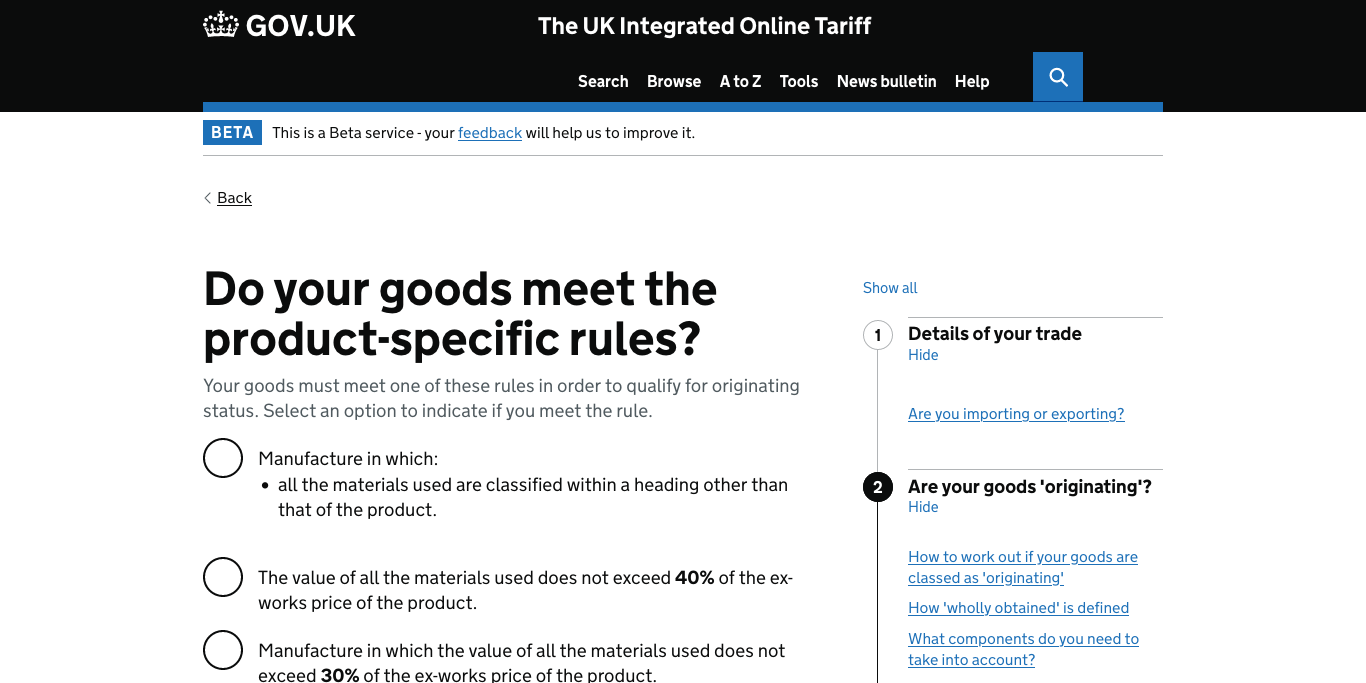 GOV.UK
The UK Integrated Online Tariff
Search Browse A to Z Tools News bulletin Help
BETA This is a Beta service - your feedback will help us to improve it.
Back
Do your goods meet the
product-specific rules?
Your goods must meet one of these rules in order to qualify for originating
status. Select an option to indicate if you meet the rule.
Manufacture in which:
• all the materials used are classified within a heading other than
that of the product.
The value of all the materials used does not exceed 40% of the ex-
works price of the product.
Manufacture in which the value of all the materials used does not
exceed 30% of the ex-works price of the product.
Show all
1 Details of your trade
Hide
Are you importing or exporting?
2 Are your goods 'originating'?
Hide
How to work out if your goods are
classed as 'originating'
How 'wholly obtained' is defined
What components do you need to
take into account?